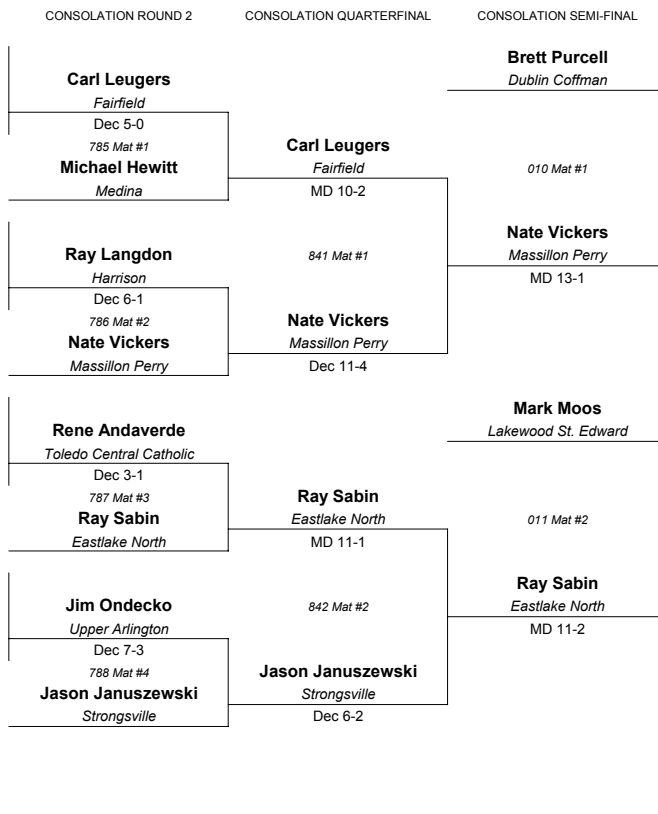 CONSOLATION ROUND 2
CONSOLATION QUARTERFINAL
CONSOLATION SEMI-FINAL
Carl Leugers
Fairfield
Dec 5-0
785 Mat #1
Michael Hewitt
Medina
Ray Langdon
Harrison
Dec 6-1
786 Mat #2
Nate Vickers
Massillon Perry
Rene Andaverde
Toledo Central Catholic
Dec 3-1
787 Mat #3
Ray Sabin
Eastlake North
Jim Ondecko
Upper Arlington
Dec 7-3
788 Mat #4
Jason Januszewski
Strongsville
Carl Leugers
Fairfield
MD 10-2
841 Mat #1
Nate Vickers
Massillon Perry
Dec 11-4
Ray Sabin
Eastlake North
MD 11-1
842 Mat #2
Jason Januszewski
Strongsville
Dec 6-2
Brett Purcell
Dublin Coffman
010 Mat #1
Nate Vickers
Massillon Perry
MD 13-1
Mark Moos
Lakewood St. Edward
011 Mat #2
Ray Sabin
Eastlake North
MD 11-2